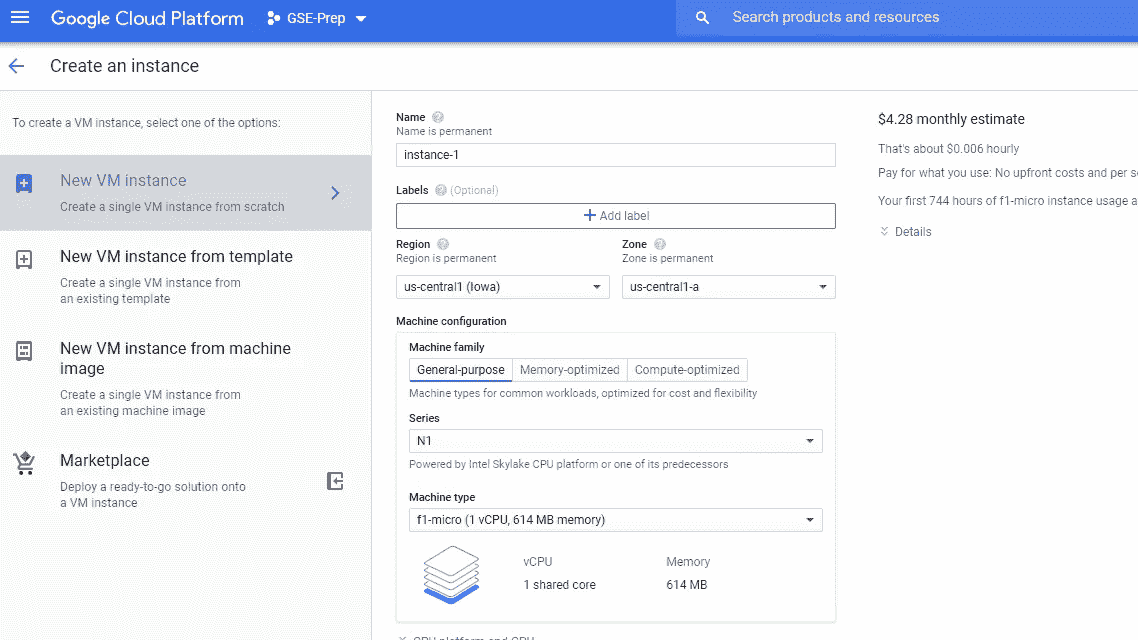 Google Cloud Platform
GSE-Prep
Search products and resources
Create an instance
To create a VM instance, select one of the options:
New VM instance
Create a single VM instance from scratch
New VM instance from template
Create a single VM instance from
an existing template
New VM instance from machine
image
Create a single VM instance from
an existing machine image
Marketplace
Deploy a ready-to-go solution onto
a VM instance
Name
Name is permanent
instance-1
Labels (Optional)
Add label
Region
Region is permanent
us-central1 (Iowa)
Zone
Zone is permanent
us-central1-a
Machine configuration
Machine family
General-purpose Memory-optimized Compute-optimized
Machine types for common workloads, optimized for cost and flexibility
Series
N1
Powered by Intel Skylake CPU platform or one of its predecessors
Machine type
f1-micro (1 vCPU, 614 MB memory)
vCPU
1 shared core
Memory
614 MB
$4.28 monthly estimate
That's about $0.006 hourly
Pay for what you use: No upfront costs and per
Your first 744 hours of f1-micro instance usage
Details